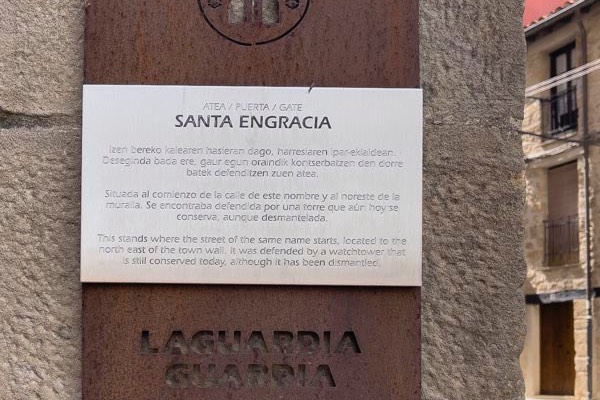 ATEA / PUERTA / GATE
SANTA ENGRACIA
Izen bereko kalearen hasieran dago, harresiaren ipar-ekialdean.
Deseginda bada ere, gaur egun oraindik kontserbatzen den dorre
batek defenditzen zuen atea.
Situada al comienzo de la calle de este nombre y al noreste de la
muralla. Se encontraba defendida por una torre que aún hoy se
conserva, aunque desmantelada.
This stands where the street of the same name starts, located to the
north east of the town wall. It was defended by a watchtower that
is still conserved today, although it has been dismantled.
LAGUARDIA
GUARDIA